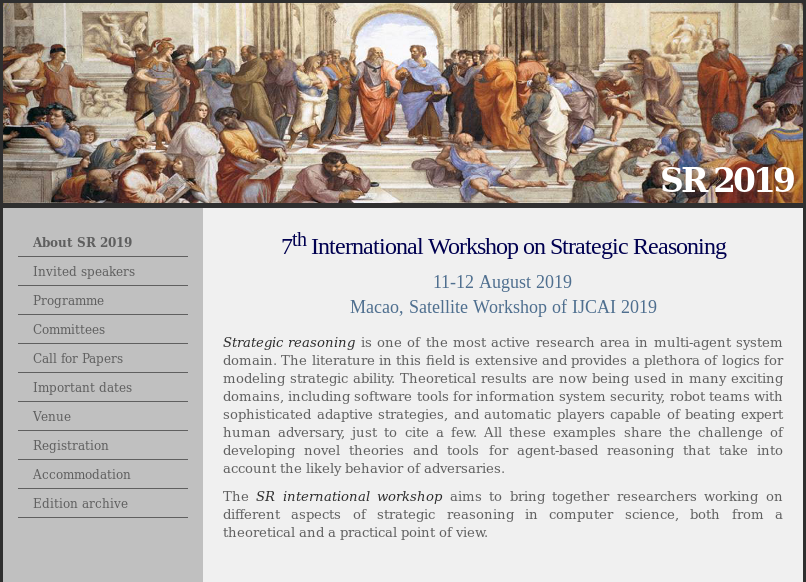 SR 2019
About SR 2019
Invited speakers
Programme
Committees
Call for Papers
Important dates
Venue
Registration
Accommodation
Edition archive
7th International Workshop on Strategic Reasoning
11-12 August 2019
Macao, Satellite Workshop of IJCAI 2019
Strategic reasoning is one of the most active research area in multi-agent system
domain. The literature in this field is extensive and provides a plethora of logics for
modeling strategic ability. Theoretical results are now being used in many exciting
domains, including software tools for information system security, robot teams with
sophisticated adaptive strategies, and automatic players capable of beating expert
human adversary, just to cite a few. All these examples share the challenge of
developing novel theories and tools for agent-based reasoning that take into
account the likely behavior of adversaries.
The SR international workshop aims to bring together researchers working on
different aspects of strategic reasoning in computer science, both from a
theoretical and a practical point of view.